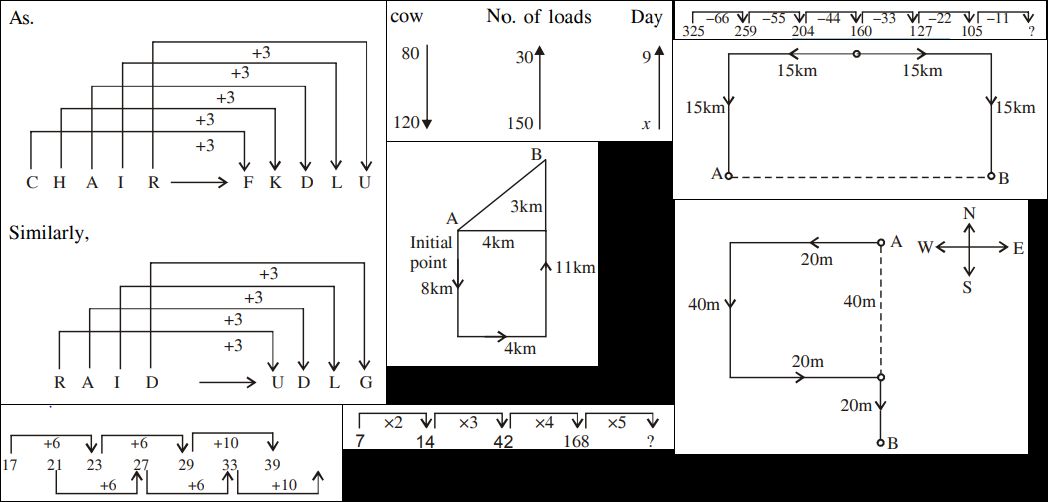 As.
+3
+3
+3
+3
+3
C H A I R F K D L U
Similarly,
+3
+3
+3
+3
R A I D U D L G
+6 +6 +10
17 21 23 27 29 33 39
+6 +6 +10
cow No. of loads Day
80 30 9
120 150 x
B
3km
A
4km
Initial
point
8km
11km
4km
×2 ×3 ×4 ×5
7 14 42 168 ?
−66 −55 −44 −33 −22 −11
325 259 204 160 127 105 ?
15km 15km
15km 15km
A B
N
W E
S
A
20m
40m 40m
20m
20m
B